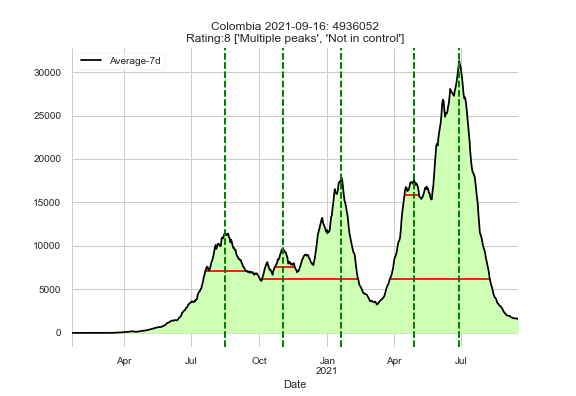 Colombia 2021-09-16: 4936052
Rating:8 ['Multiple peaks', 'Not in control']
Average-7d
30000
25000
20000
15000
10000
5000
0
Apr Jul Oct Jan Apr Jul
2021
Date